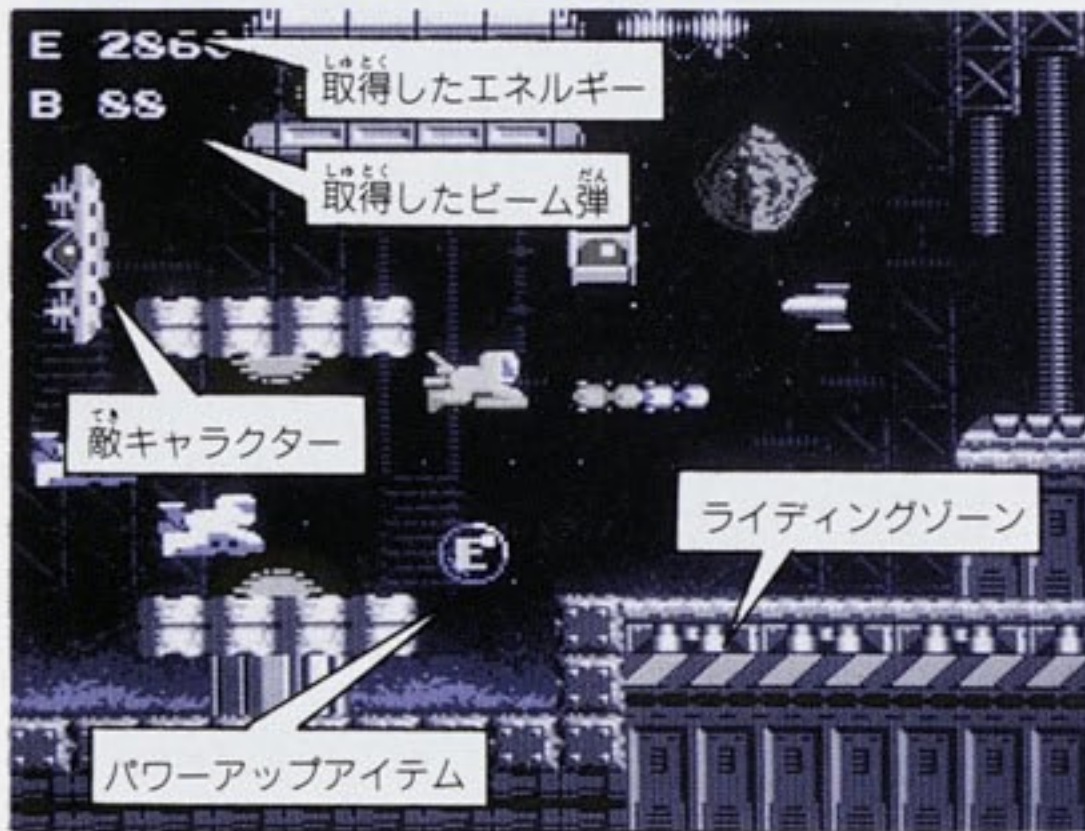 E 2860
取得したエネルギー
B 88
取得したビーム弾
敵キャラクター
ライディングゾーン
E
パワーアップアイテム